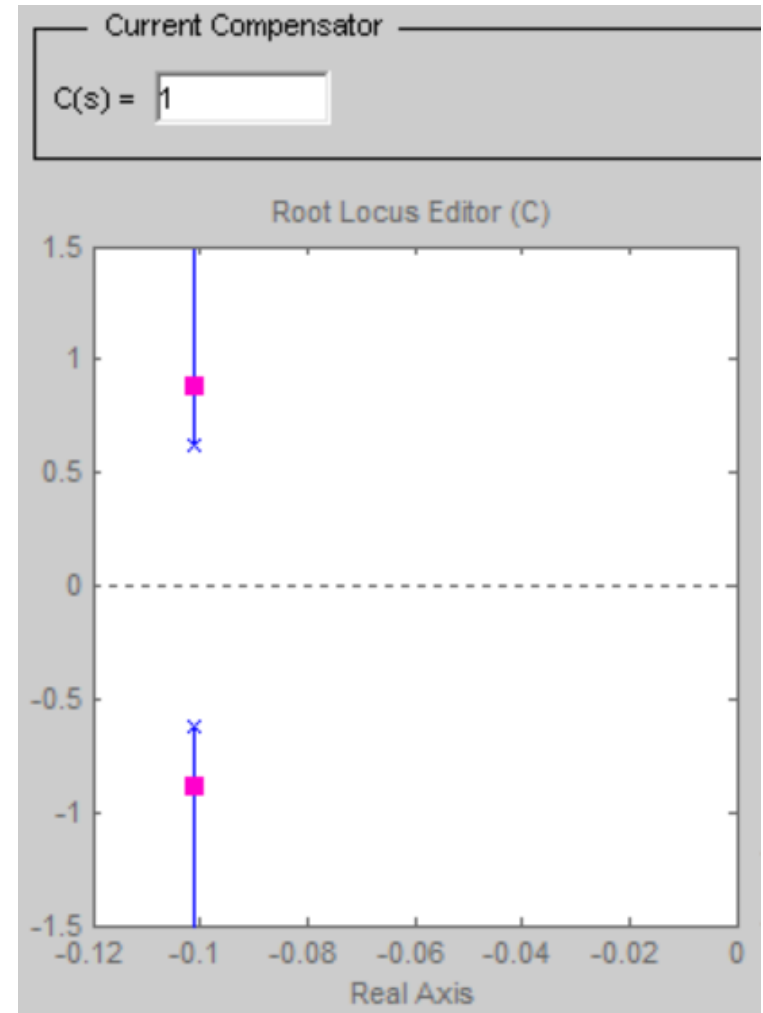 Current Compensator
C(s) = 1
Root Locus Editor (C)
1.5
1
0.5
0
-0.5
-1
-1.5
-0.12 -0.1 -0.08 -0.06 -0.04 -0.02 0
Real Axis